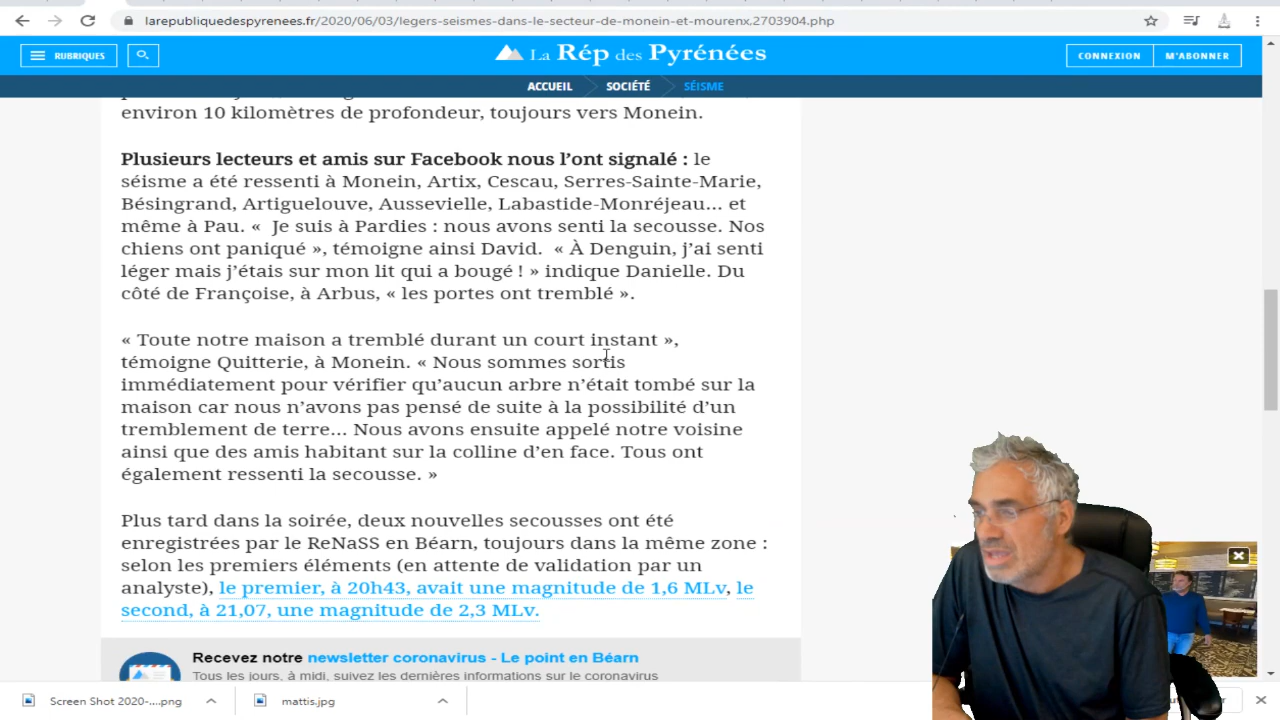 larepubliquedespyrenees.fr/2020/06/03/legers-seismes-dans-le-secteur-de-monein-et-mourenx,2703904.php
RUBRIQUES
La Rép des Pyrénées
CONNEXION
M'ABONNER
ACCUEIL
SOCIÉTÉ
SÉISME
environ 10 kilomètres de profondeur, toujours vers Monein.
Plusieurs lecteurs et amis sur Facebook nous l’ont signalé : le
séisme a été ressenti à Monein, Artix, Cescau, Serres-Sainte-Marie,
Bésingrand, Artiguelouve, Aussevielle, Labastide-Monréjeau... et
même à Pau. «  Je suis à Pardies : nous avons senti la secousse. Nos
chiens ont paniqué », témoigne ainsi David.  « À Denguin, j’ai senti
léger mais j’étais sur mon lit qui a bougé ! » indique Danielle. Du
côté de Françoise, à Arbus, « les portes ont tremblé ».
« Toute notre maison a tremblé durant un court instant »,
témoigne Quitterie, à Monein. « Nous sommes sortis
immédiatement pour vérifier qu’aucun arbre n’était tombé sur la
maison car nous n’avons pas pensé de suite à la possibilité d’un
tremblement de terre... Nous avons ensuite appelé notre voisine
ainsi que des amis habitant sur la colline d’en face. Tous ont
également ressenti la secousse. »
Plus tard dans la soirée, deux nouvelles secousses ont été
enregistrées par le ReNaSS en Béarn, toujours dans la même zone :
selon les premiers éléments (en attente de validation par un
analyste), le premier, à 20h43, avait une magnitude de 1,6 MLv, le
second, à 21,07, une magnitude de 2,3 MLv.
Recevez notre newsletter coronavirus - Le point en Béarn
Tous les jours, à midi, suivez les dernières informations sur le coronavirus
Screen Shot 2020-....png
mattis.jpg